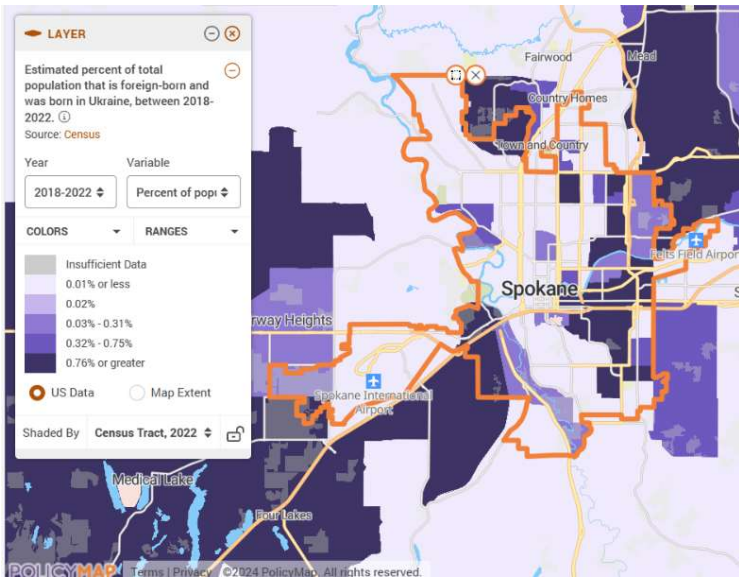 LAYER
Estimated percent of total
population that is foreign-born and
was born in Ukraine, between 2018-
2022.
Source: Census
Year
Variable
2018-2022
Percent of popu
COLORS
RANGES
Insufficient Data
0.01% or less
0.02%
0.03% - 0.31%
0.32% - 0.75%
0.76% or greater
US Data
Map Extent
Shaded By
Census Tract, 2022
Fairwood
Mead
Country Homes
Town and Country
Felts Field Airpor
Spokane
S
rway Heights
Spokane International
Airport
Medical Lake
Four Lakes
POLICYMAP
Terms | Privacy ©2024 PolicyMap, All rights reserved.